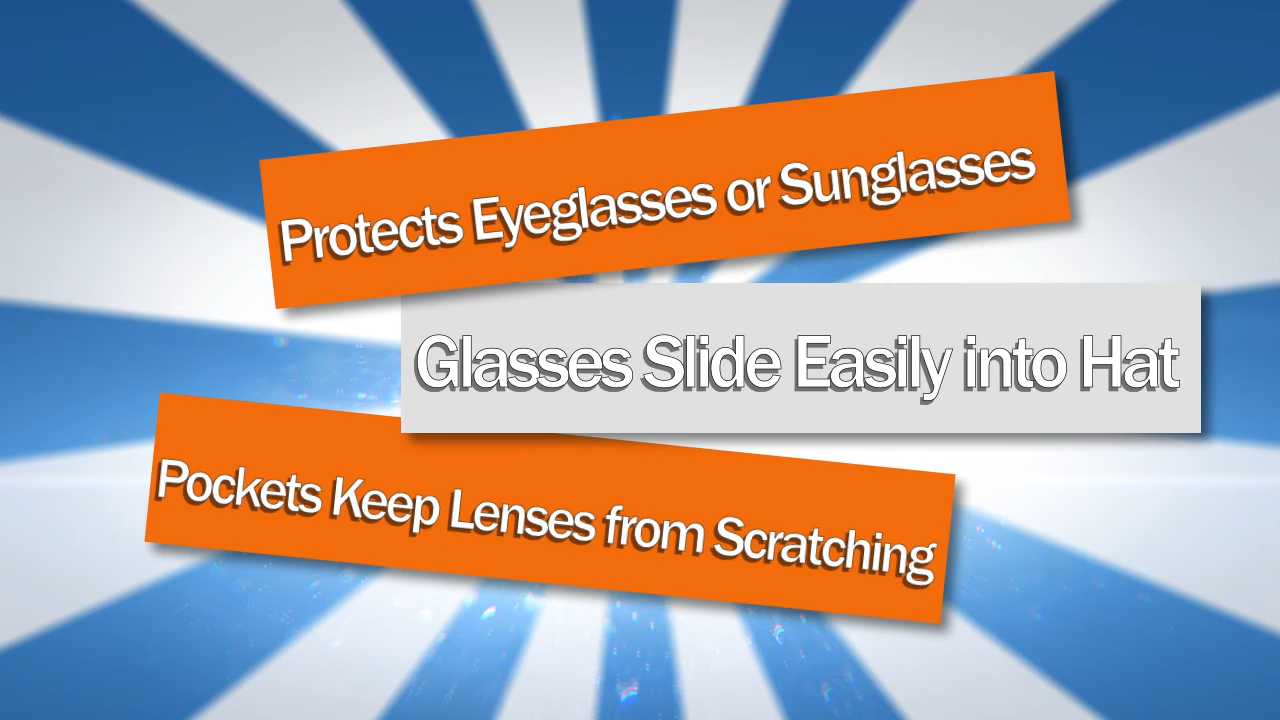 Protects Eyeglasses or Sunglasses
Glasses Slide Easily into Hat
Pockets Keep Lenses from Scratching